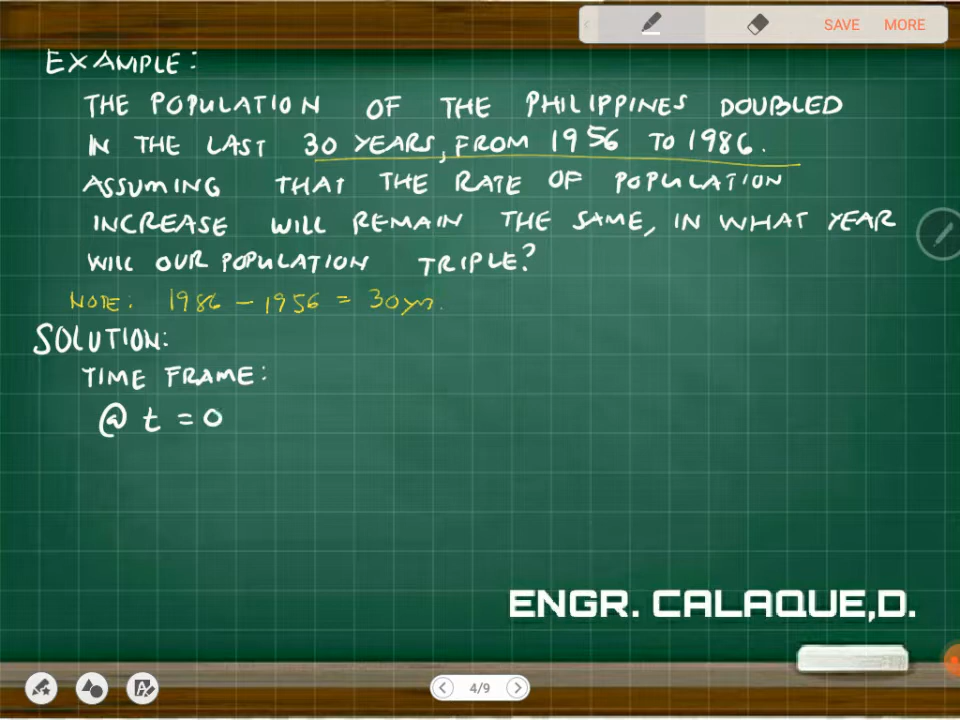 SAVE MORE
EXAMPLE:
THE POPULATION OF THE PHILIPPINES DOUBLED
IN THE LAST 30 YEARS, FROM 1956 TO 1986.
ASSUMING THAT THE RATE OF POPULATION
INCREASE WILL REMAIN THE SAME, IN WHAT YEAR
WILL OUR POPULATION TRIPLE?
NOTE: 1986 - 1956 = 30 yrs.
SOLUTION:
TIME FRAME:
@ t = 0
ENGR. CALAQUE,D.
4/9